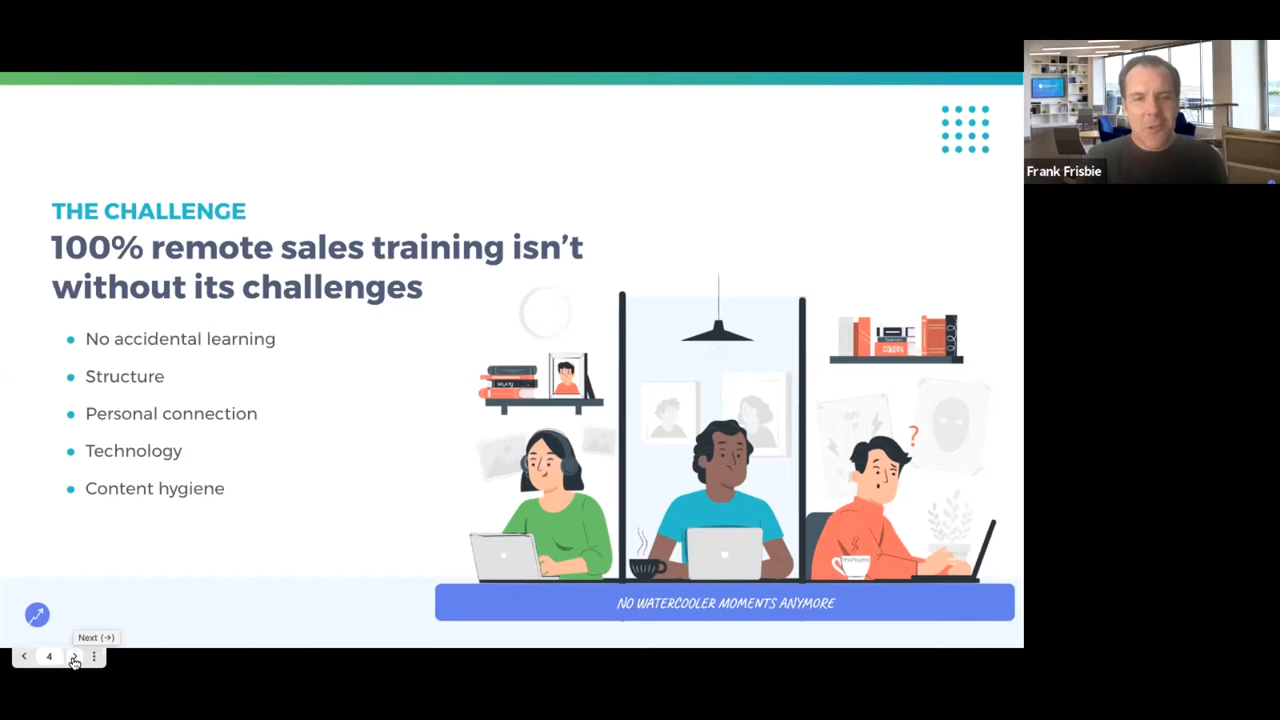 THE CHALLENGE
100% remote sales training isn't
without its challenges
No accidental learning
Structure
Personal connection
Technology
Content hygiene
NO WATERCOOLER MOMENTS ANYMORE
Next (→)
4
Frank Frisbie